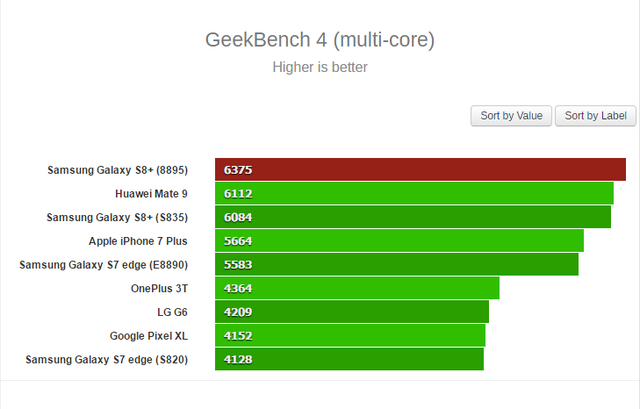 GeekBench 4 (multi-core)
Higher is better
Sort by Value Sort by Label
Samsung Galaxy S8+ (8895) 6375
Huawei Mate 9 6112
Samsung Galaxy S8+ (S835) 6084
Apple iPhone 7 Plus 5664
Samsung Galaxy S7 edge (E8890) 5583
OnePlus 3T 4364
LG G6 4209
Google Pixel XL 4152
Samsung Galaxy S7 edge (S820) 4128